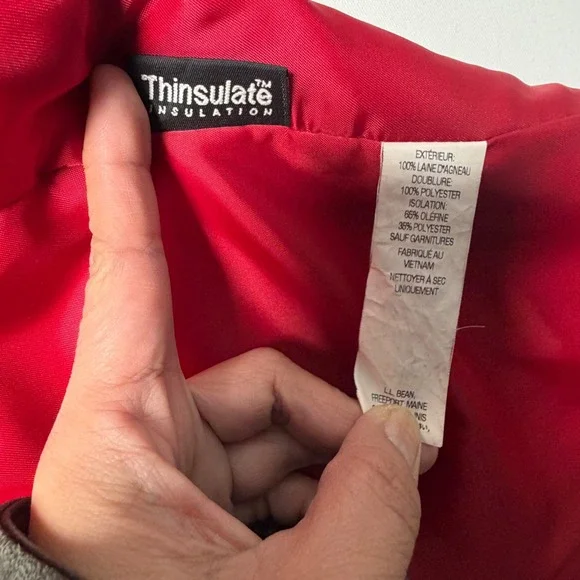 Thinsulate™
INSULATION
EXTÉRIEUR:
100% LAINE D'AGNEAU
DOUBLURE:
100% POLYESTER
ISOLATION:
65% OLÉFINE
35% POLYESTER
SAUF GARNITURES
FABRIQUÉ AU
VIETNAM
NETTOYER À SEC
UNIQUEMENT
L.L. BEAN,
FREEPORT, MAINE